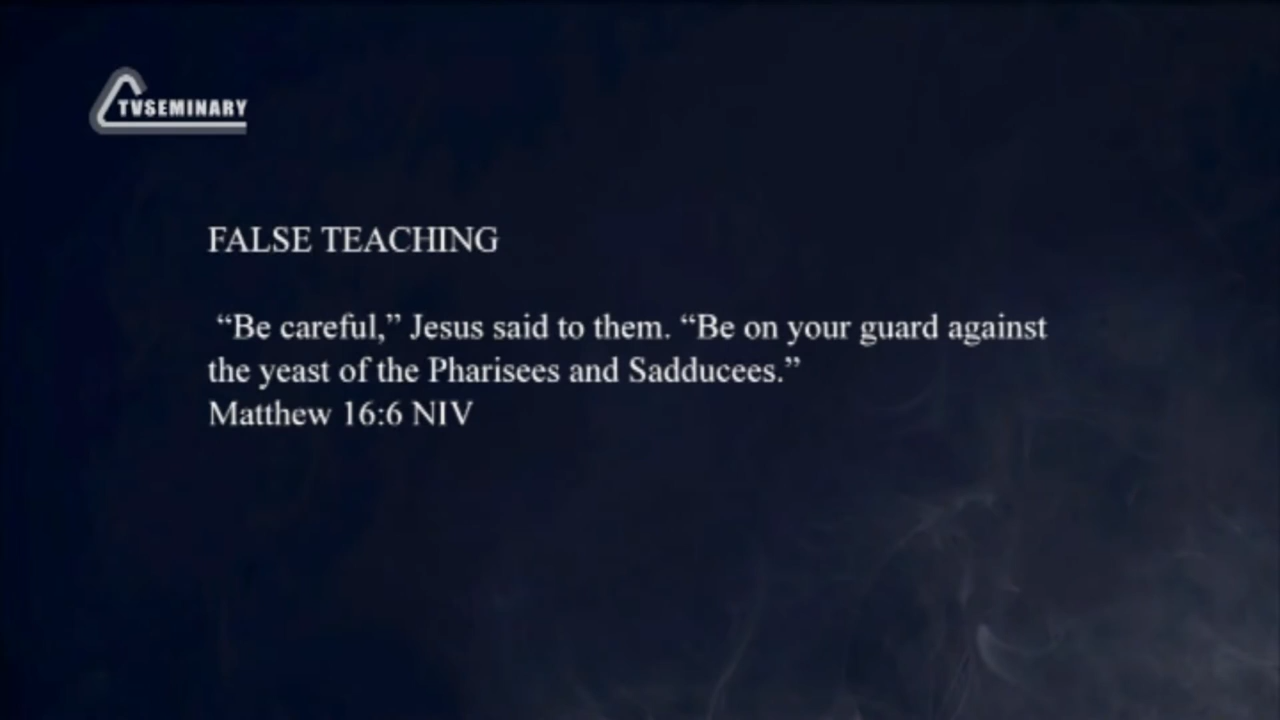 TVSEMINARY
FALSE TEACHING
“Be careful,” Jesus said to them. “Be on your guard against
the yeast of the Pharisees and Sadducees.”
Matthew 16:6 NIV